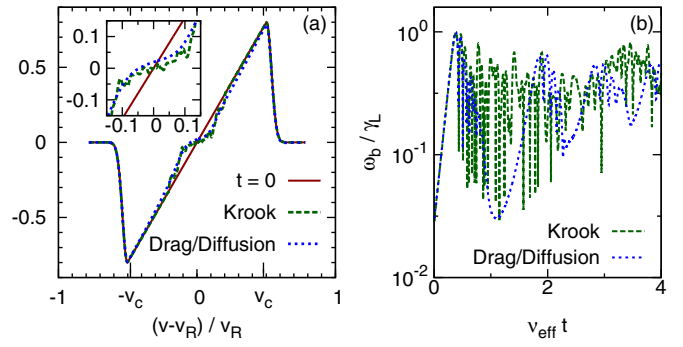 (a)
0.5
0
-0.5
0.1
0
-0.1
-0.1 0 0.1
t = 0
Krook
Drag/Diffusion
-1 -v_c 0 v_c 1
(v-v_R) / v_R
(b)
ω_b / γ_L
10^0
10^-1
10^-2
Krook
Drag/Diffusion
0 2 4
ν_eff t